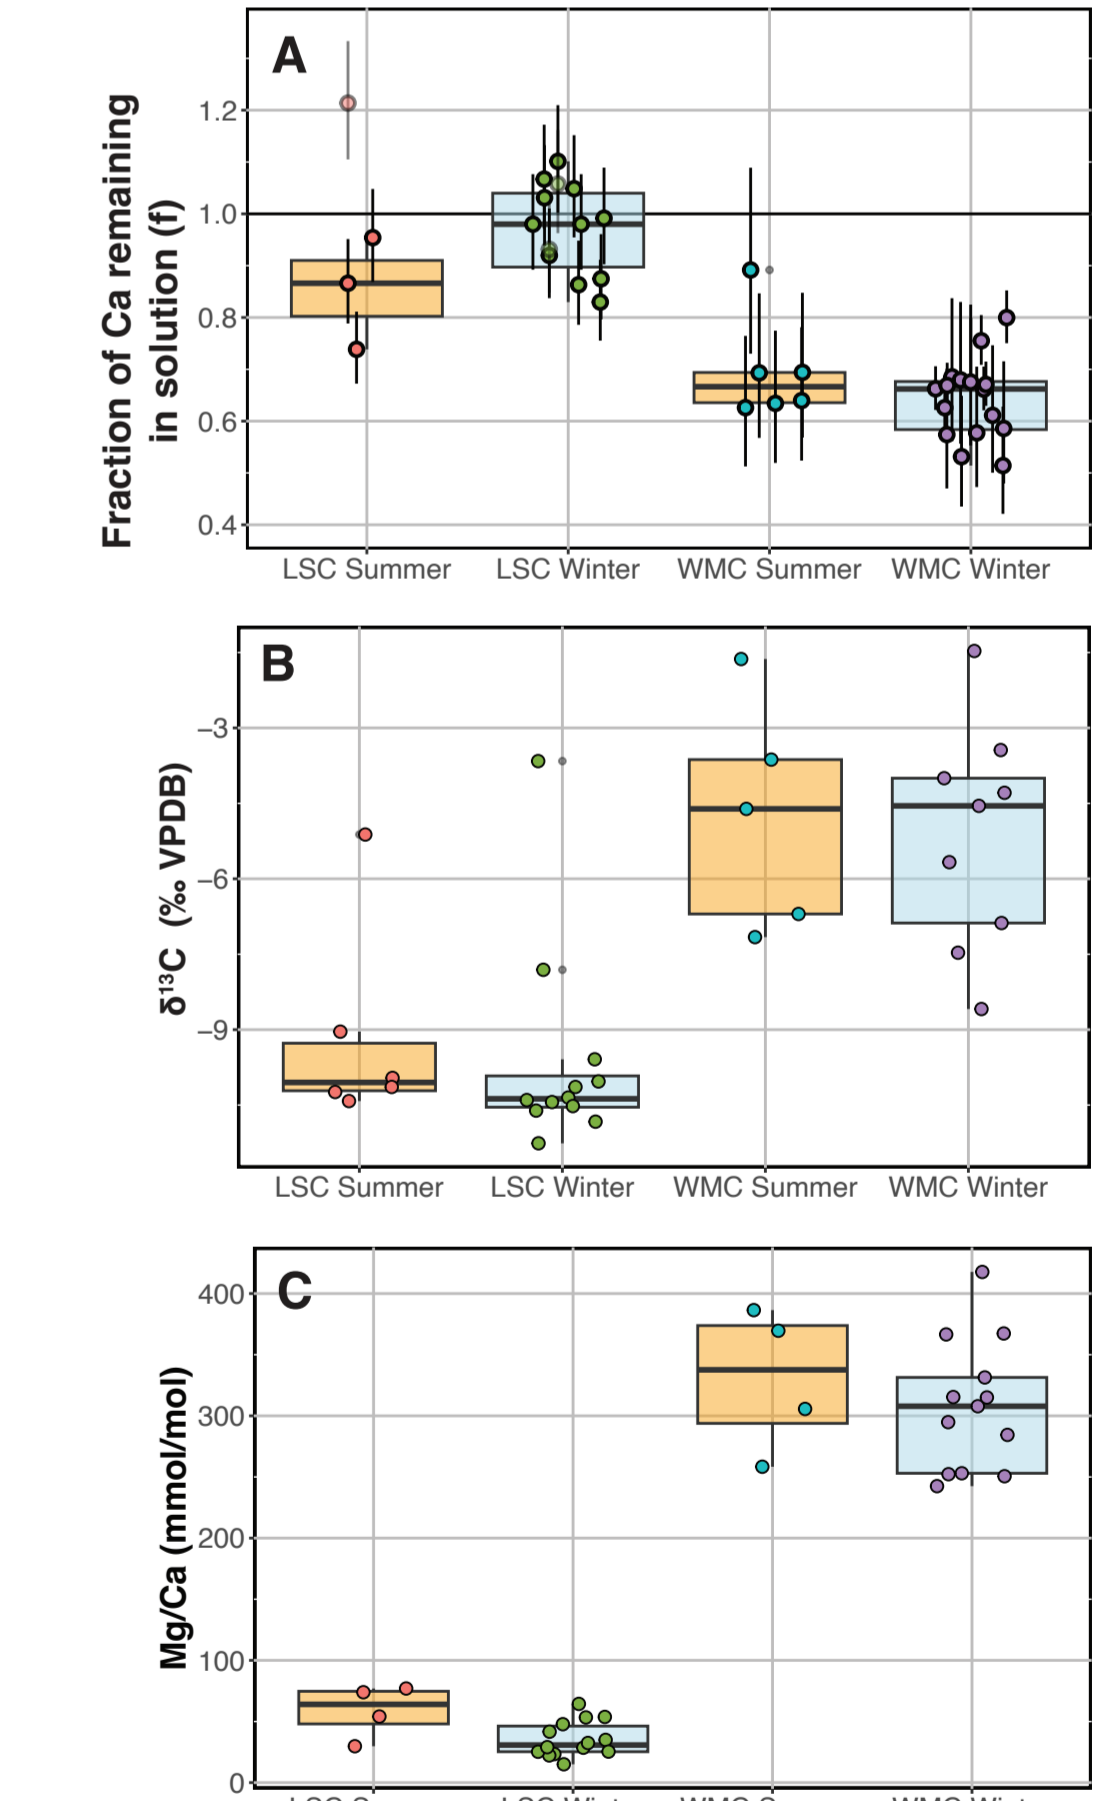 A
Fraction of Ca remaining
in solution (f)
1.2
1.0
0.8
0.6
0.4
LSC Summer
LSC Winter
WMC Summer
WMC Winter
B
δ¹³C (‰ VPDB)
−3
−6
−9
LSC Summer
LSC Winter
WMC Summer
WMC Winter
C
Mg/Ca (mmol/mol)
400
300
200
100
0